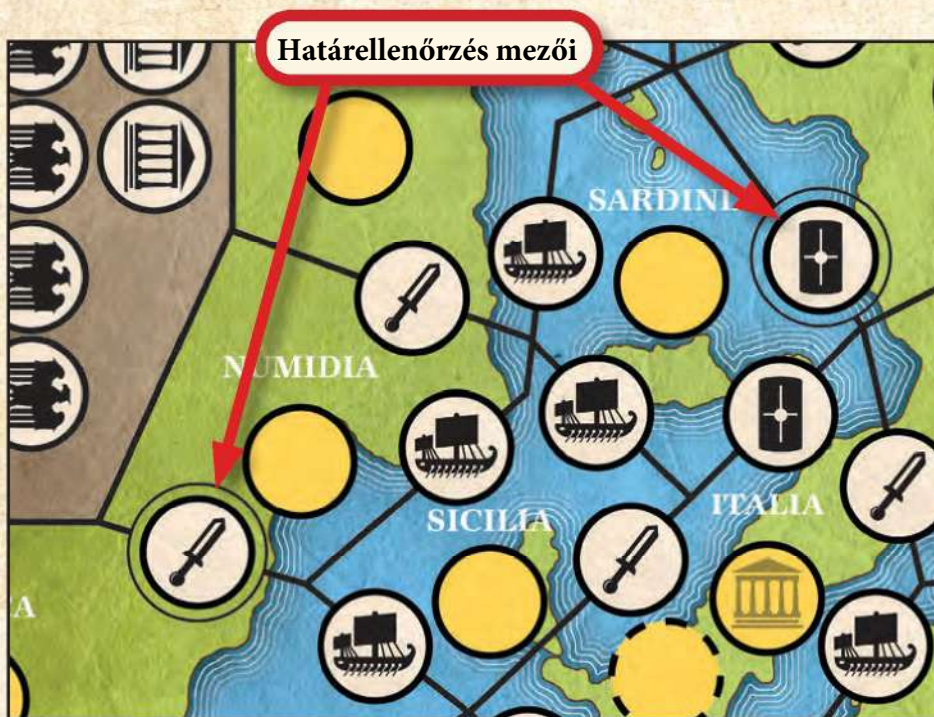 Határellenőrzés mezői
SARDINI
NUMIDIA
SICILIA
ITALIA
A